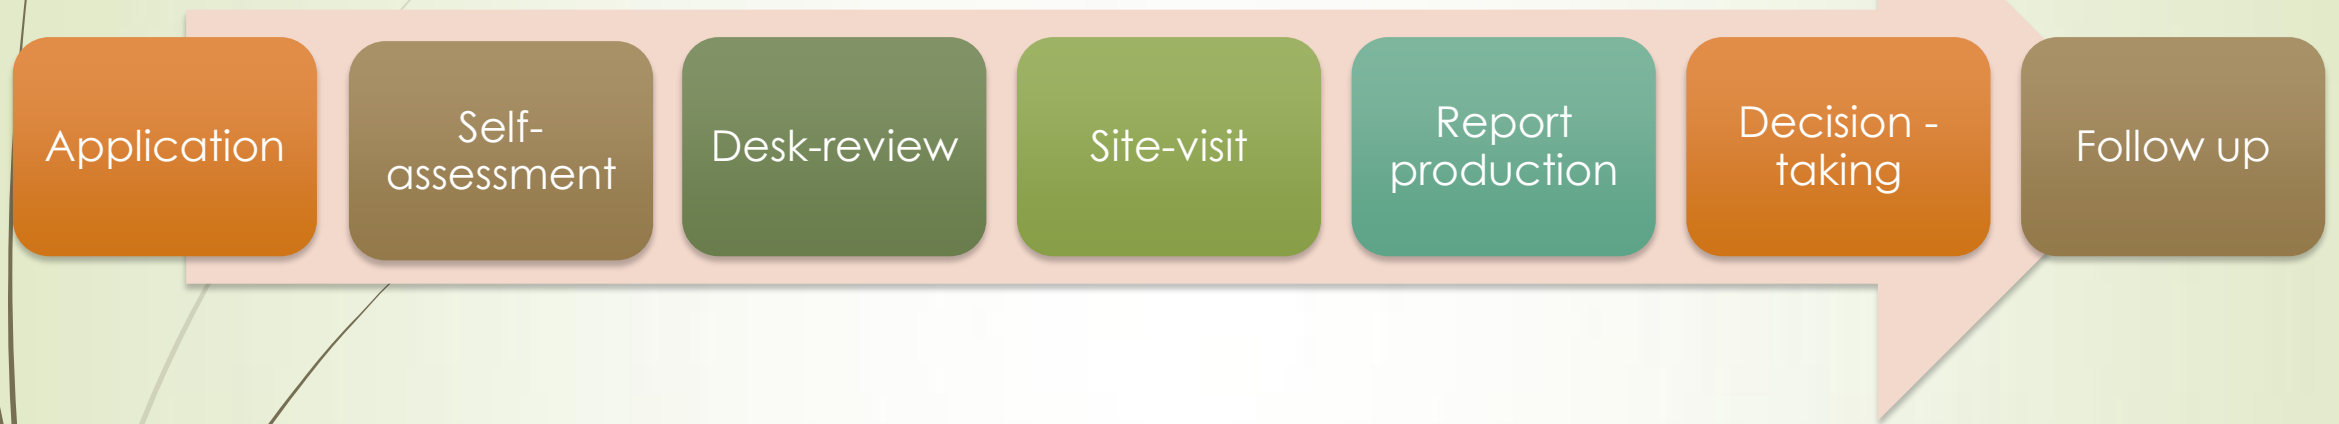 Application
Self-
assessment
Desk-review
Site-visit
Report
production
Decision -
taking
Follow up